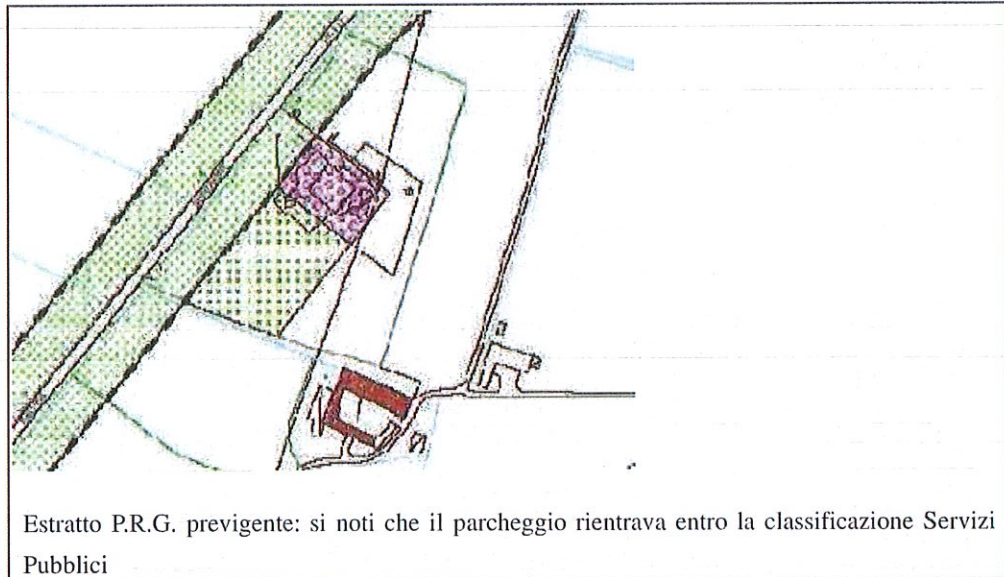 Estratto P.R.G. previgente: si noti che il parcheggio rientrava entro la classificazione Servizi
Pubblici